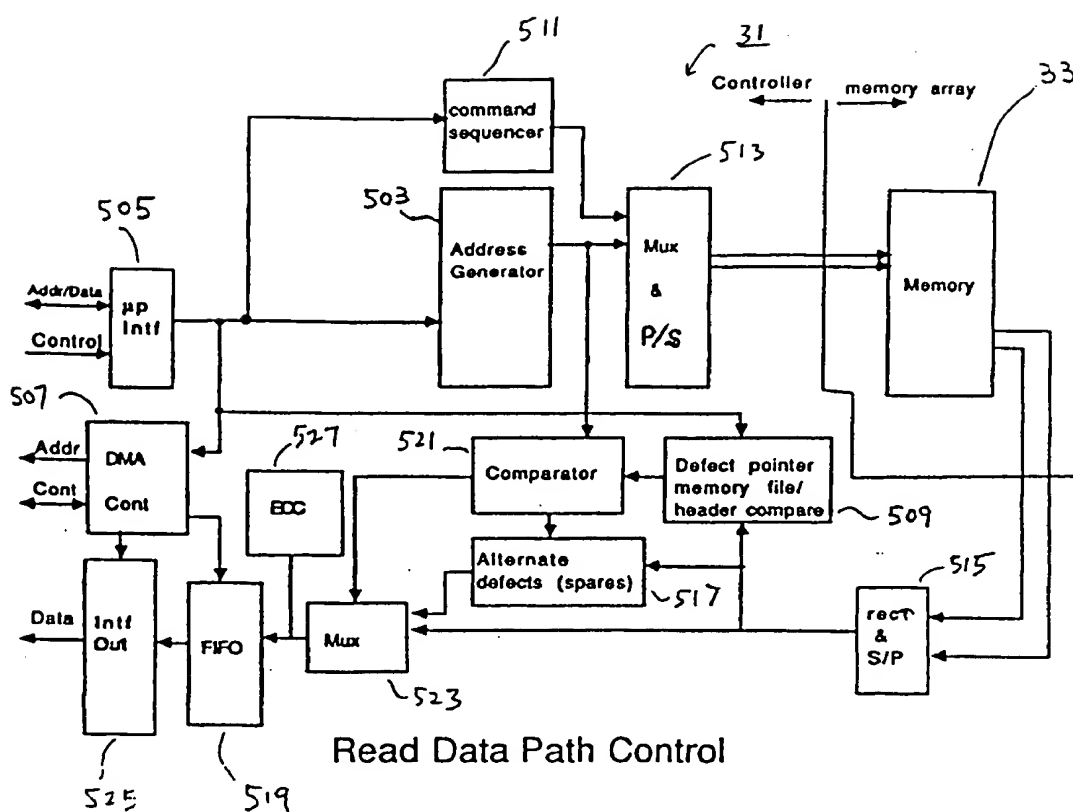 511
31
Controller
memory array
33
command
sequencer
513
505
503
Address
Generator
Mux
&
P/S
Memory
Addr/Data
Control
µp
Intf
507
Addr
Cont
DMA
Cont
527
ECC
521
Comparator
Defect pointer
memory file/
header compare
509
Alternate
defects (spares)
517
515
rect
&
S/P
Data
Intf
Out
FIFO
Mux
523
Read Data Path Control
525
519